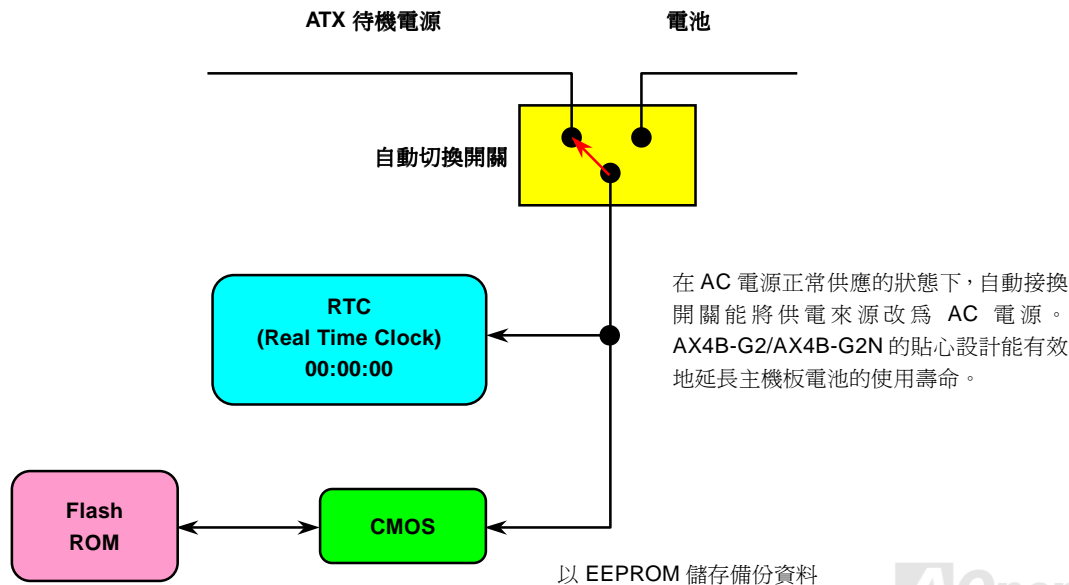 ATX 待機電源
電池
自動切換開關
RTC
(Real Time Clock)
00:00:00
在 AC 電源正常供應的狀態下，自動接換
開關能將供電來源改爲 AC 電源。
AX4B-G2/AX4B-G2N 的貼心設計能有效
地延長主機板電池的使用壽命。
Flash
ROM
CMOS
以 EEPROM 儲存備份資料